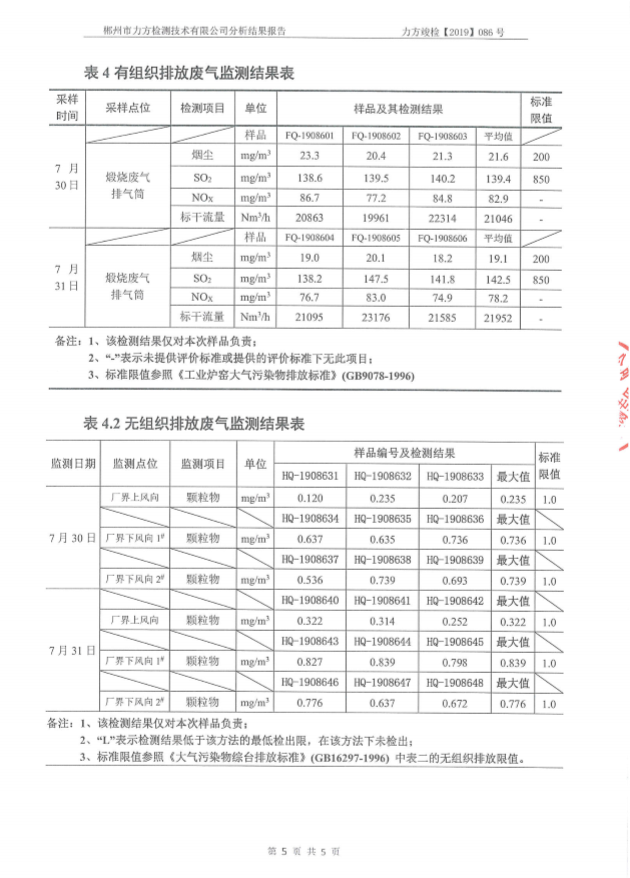 郴州市力方检测技术有限公司分析结果报告 力方竣检【2019】086 号
表 4 有组织排放废气监测结果表
采样时间 采样点位 检测项目 单位 样品及其检测结果 标准限值
样品 FQ-1908601 FQ-1908602 FQ-1908603 平均值
7 月 30 日 煅烧废气排气筒 烟尘 mg/m³ 23.3 20.4 21.3 21.6 200
SO₂ mg/m³ 138.6 139.5 140.2 139.4 850
NOx mg/m³ 86.7 77.2 84.8 82.9 -
标干流量 Nm³/h 20863 19961 22314 21046 -
样品 FQ-1908604 FQ-1908605 FQ-1908606 平均值
7 月 31 日 煅烧废气排气筒 烟尘 mg/m³ 19.0 20.1 18.2 19.1 200
SO₂ mg/m³ 138.2 147.5 141.8 142.5 850
NOx mg/m³ 76.7 83.0 74.9 78.2 -
标干流量 Nm³/h 21095 23176 21585 21952 -
备注：1、该检测结果仅对本次样品负责；
2、“-”表示未提供评价标准或提供的评价标准下无此项目；
3、标准限值参照《工业炉窑大气污染物排放标准》(GB9078-1996)
表 4.2 无组织排放废气监测结果表
监测日期 监测点位 监测项目 单位 样品编号及检测结果 标准限值
HQ-1908631 HQ-1908632 HQ-1908633 最大值
7 月 30 日 厂界上风向 颗粒物 mg/m³ 0.120 0.235 0.207 0.235 1.0
HQ-1908634 HQ-1908635 HQ-1908636 最大值
厂界下风向 1# 颗粒物 mg/m³ 0.637 0.635 0.736 0.736 1.0
HQ-1908637 HQ-1908638 HQ-1908639 最大值
厂界下风向 2# 颗粒物 mg/m³ 0.536 0.739 0.693 0.739 1.0
HQ-1908640 HQ-1908641 HQ-1908642 最大值
7 月 31 日 厂界上风向 颗粒物 mg/m³ 0.322 0.314 0.252 0.322 1.0
HQ-1908643 HQ-1908644 HQ-1908645 最大值
厂界下风向 1# 颗粒物 mg/m³ 0.827 0.839 0.798 0.839 1.0
HQ-1908646 HQ-1908647 HQ-1908648 最大值
厂界下风向 2# 颗粒物 mg/m³ 0.776 0.637 0.672 0.776 1.0
备注：1、该检测结果仅对本次样品负责；
2、“L”表示检测结果低于该方法的最低检出限，在该方法下未检出；
3、标准限值参照《大气污染物综台排放标准》(GB16297-1996) 中表二的无组织排放限值。
第 5 页 共 5 页